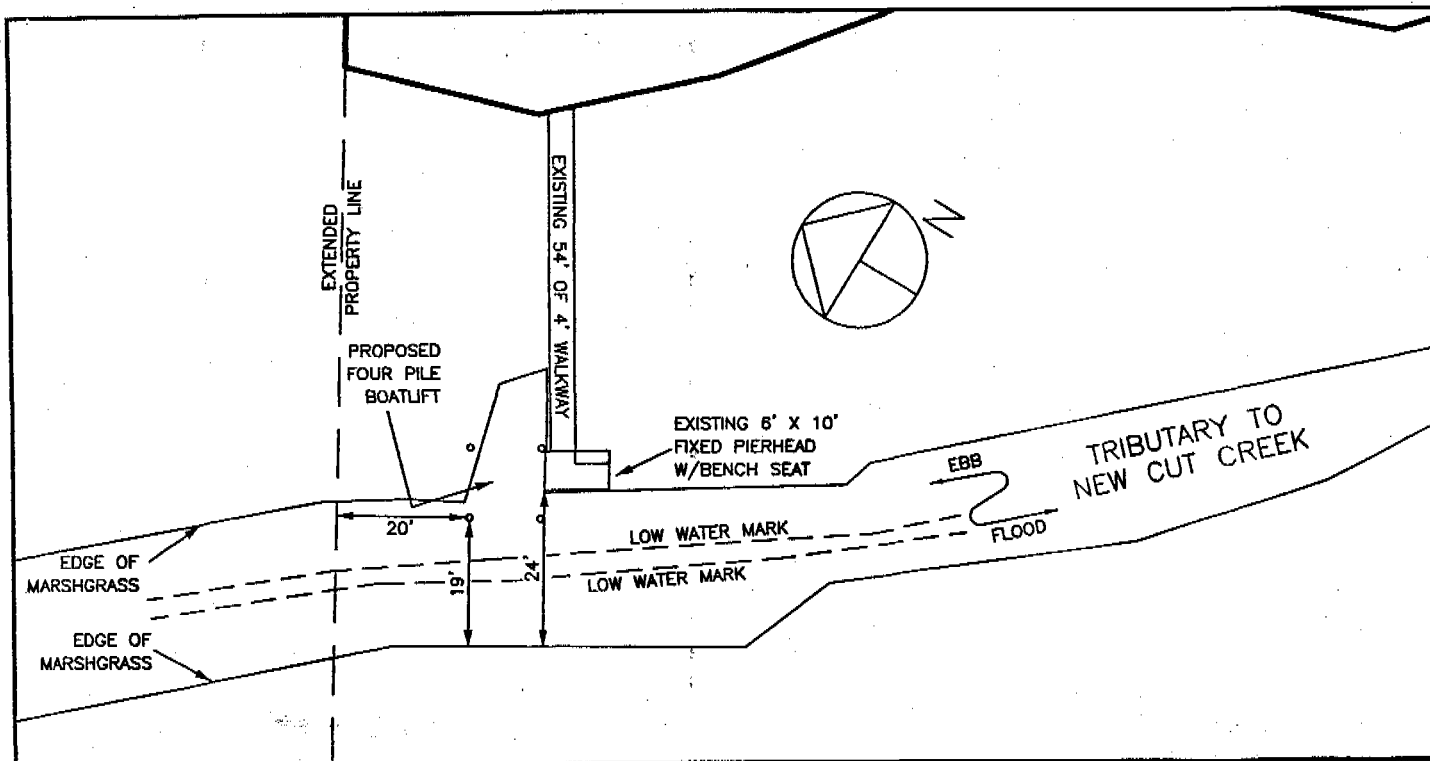 EXTENDED
PROPERTY LINE
EXISTING 54' OF 4' WALKWAY
N
PROPOSED
FOUR PILE
BOATLIFT
EXISTING 6' X 10'
FIXED PIERHEAD
W/BENCH SEAT
TRIBUTARY TO
NEW CUT CREEK
EBB
FLOOD
20'
LOW WATER MARK
LOW WATER MARK
19'
24'
EDGE OF
MARSHGRASS
EDGE OF
MARSHGRASS